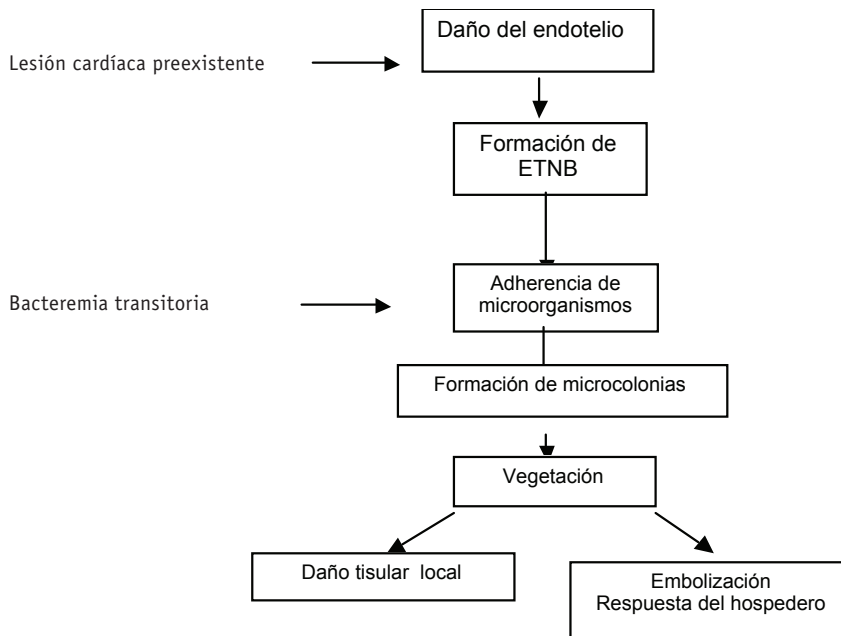 Daño del endotelio
Lesión cardíaca preexistente
Formación de
ETNB
Adherencia de
microorganismos
Bacteremia transitoria
Formación de microcolonias
Vegetación
Daño tisular local
Embolización
Respuesta del hospedero